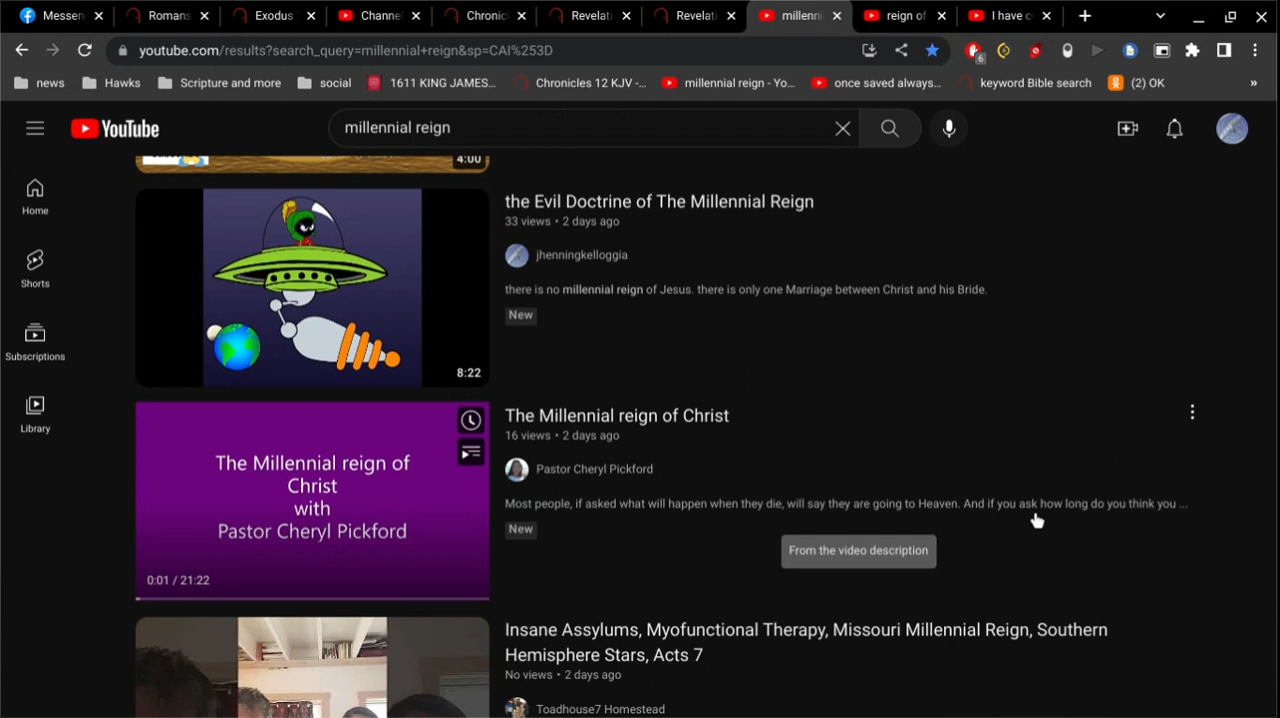 Messen
Romans
Exodus
Channel
Chronic
Revelati
Revelati
millenni
reign of
I have c
youtube.com/results?search_query=millennial+reign&sp=CAI%253D
6
news
Hawks
Scripture and more
social
1611 KING JAMES...
Chronicles 12 KJV -...
millennial reign - Yo...
once saved always...
keyword Bible search
(2) OK
»
YouTube
millennial reign
4:00
Home
Shorts
Subscriptions
Library
the Evil Doctrine of The Millennial Reign
33 views • 2 days ago
jhenningkelloggia
there is no millennial reign of Jesus. there is only one Marriage between Christ and his Bride.
New
8:22
The Millennial reign of
Christ
with
Pastor Cheryl Pickford
0:01 / 21:22
The Millennial reign of Christ
16 views • 2 days ago
Pastor Cheryl Pickford
Most people, if asked what will happen when they die, will say they are going to Heaven. And if you ask how long do you think you ...
New
From the video description
Insane Assylums, Myofunctional Therapy, Missouri Millennial Reign, Southern
Hemisphere Stars, Acts 7
No views • 2 days ago
Toadhouse7 Homestead